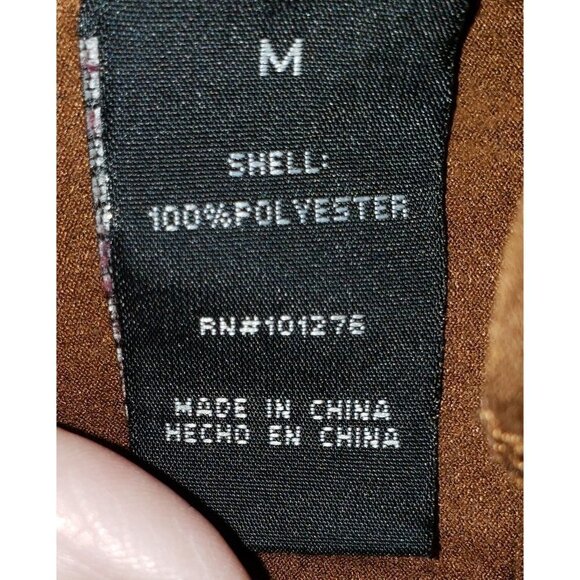 M
SHELL:
100%POLYESTER
RN#101276
MADE IN CHINA
HECHO EN CHINA